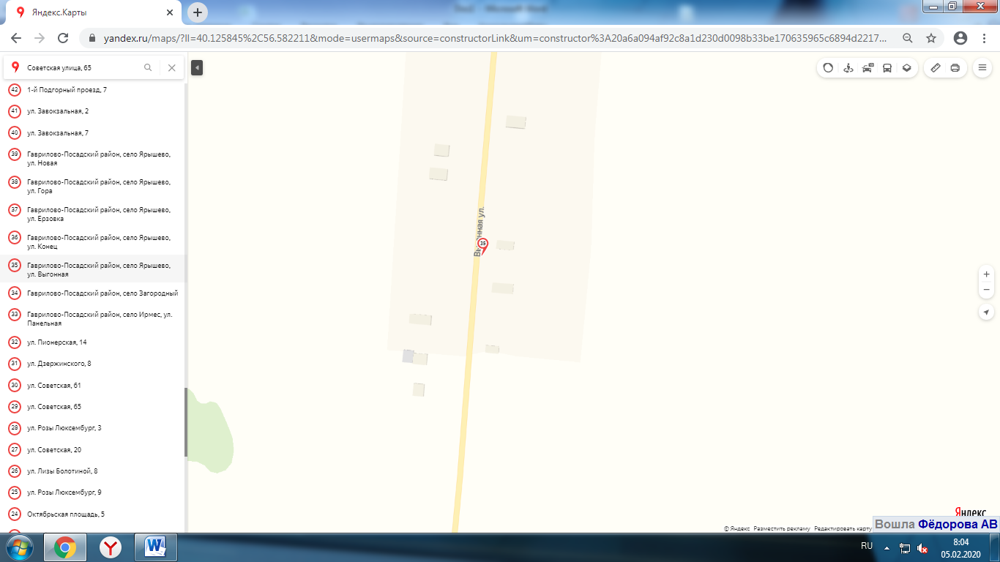 Яндекс.Карты
yandex.ru/maps/?ll=40.125845%2C56.582211&mode=usermaps&source=constructorLink&um=constructor%3A20a6a094af92c8a1d230d0098b33be170635965c6894d2217...
Советская улица, 65
42 1-й Подгорный проезд, 7
41 ул. Завокзальная, 2
40 ул. Завокзальная, 7
39 Гаврилово-Посадский район, село Ярышево,
ул. Новая
38 Гаврилово-Посадский район, село Ярышево,
ул. Гора
37 Гаврилово-Посадский район, село Ярышево,
ул. Ерзовка
36 Гаврилово-Посадский район, село Ярышево,
ул. Конец
35 Гаврилово-Посадский район, село Ярышево,
ул. Выгонная
34 Гаврилово-Посадский район, село Загородный
33 Гаврилово-Посадский район, село Ирмес, ул.
Панельная
32 ул. Пионерская, 14
31 ул. Дзержинского, 8
30 ул. Советская, 61
29 ул. Советская, 65
28 ул. Розы Люксембург, 3
27 ул. Советская, 20
26 ул. Лизы Болотиной, 8
25 ул. Розы Люксембург, 9
24 Октябрьская площадь, 5
Выгонная ул.
35
Яндекс
© Яндекс Разместить рекламу Редактировать карту
Вошла Фёдорова АВ
RU
8:04
05.02.2020